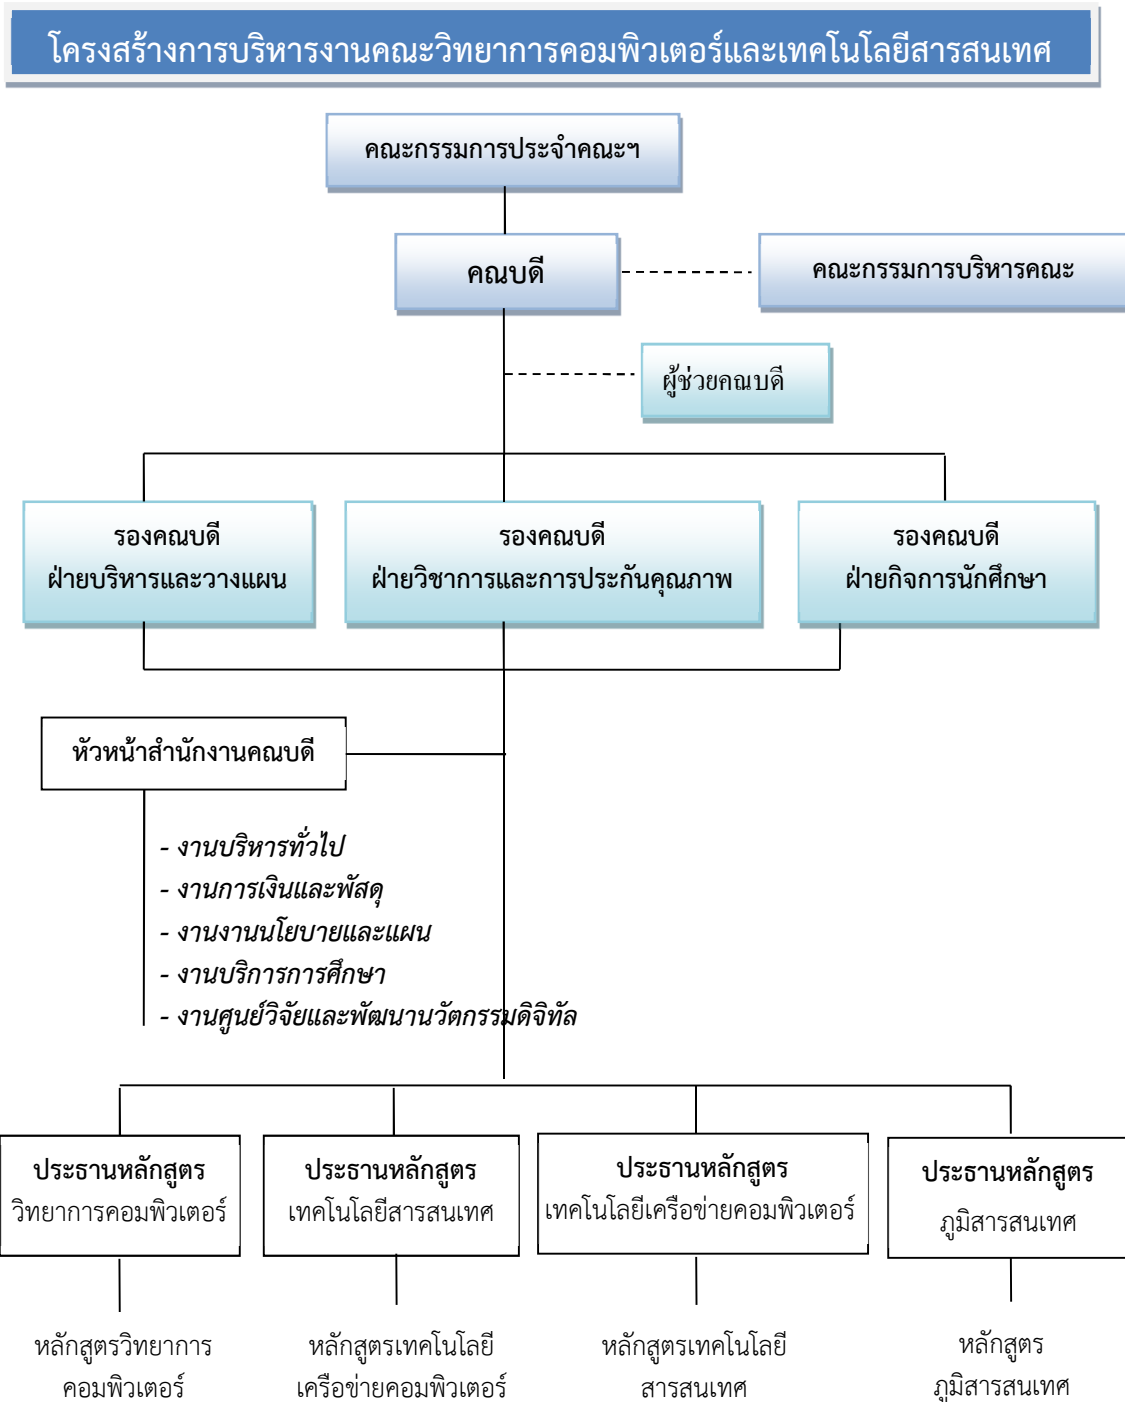 โครงสร้างการบริหารงานคณะวิทยาการคอมพิวเตอร์และเทคโนโลยีสารสนเทศ
คณะกรรมการประจำคณะฯ
คณบดี
คณะกรรมการบริหารคณะ
ผู้ช่วยคณบดี
รองคณบดี
ฝ่ายบริหารและวางแผน
รองคณบดี
ฝ่ายวิชาการและการประกันคุณภาพ
รองคณบดี
ฝ่ายกิจการนักศึกษา
หัวหน้าสำนักงานคณบดี
- งานบริหารทั่วไป
- งานการเงินและพัสดุ
- งานงานนโยบายและแผน
- งานบริการการศึกษา
- งานศูนย์วิจัยและพัฒนานวัตกรรมดิจิทัล
ประธานหลักสูตร
วิทยาการคอมพิวเตอร์
ประธานหลักสูตร
เทคโนโลยีสารสนเทศ
ประธานหลักสูตร
เทคโนโลยีเครือข่ายคอมพิวเตอร์
ประธานหลักสูตร
ภูมิสารสนเทศ
หลักสูตรวิทยาการ
คอมพิวเตอร์
หลักสูตรเทคโนโลยี
เครือข่ายคอมพิวเตอร์
หลักสูตรเทคโนโลยี
สารสนเทศ
หลักสูตร
ภูมิสารสนเทศ